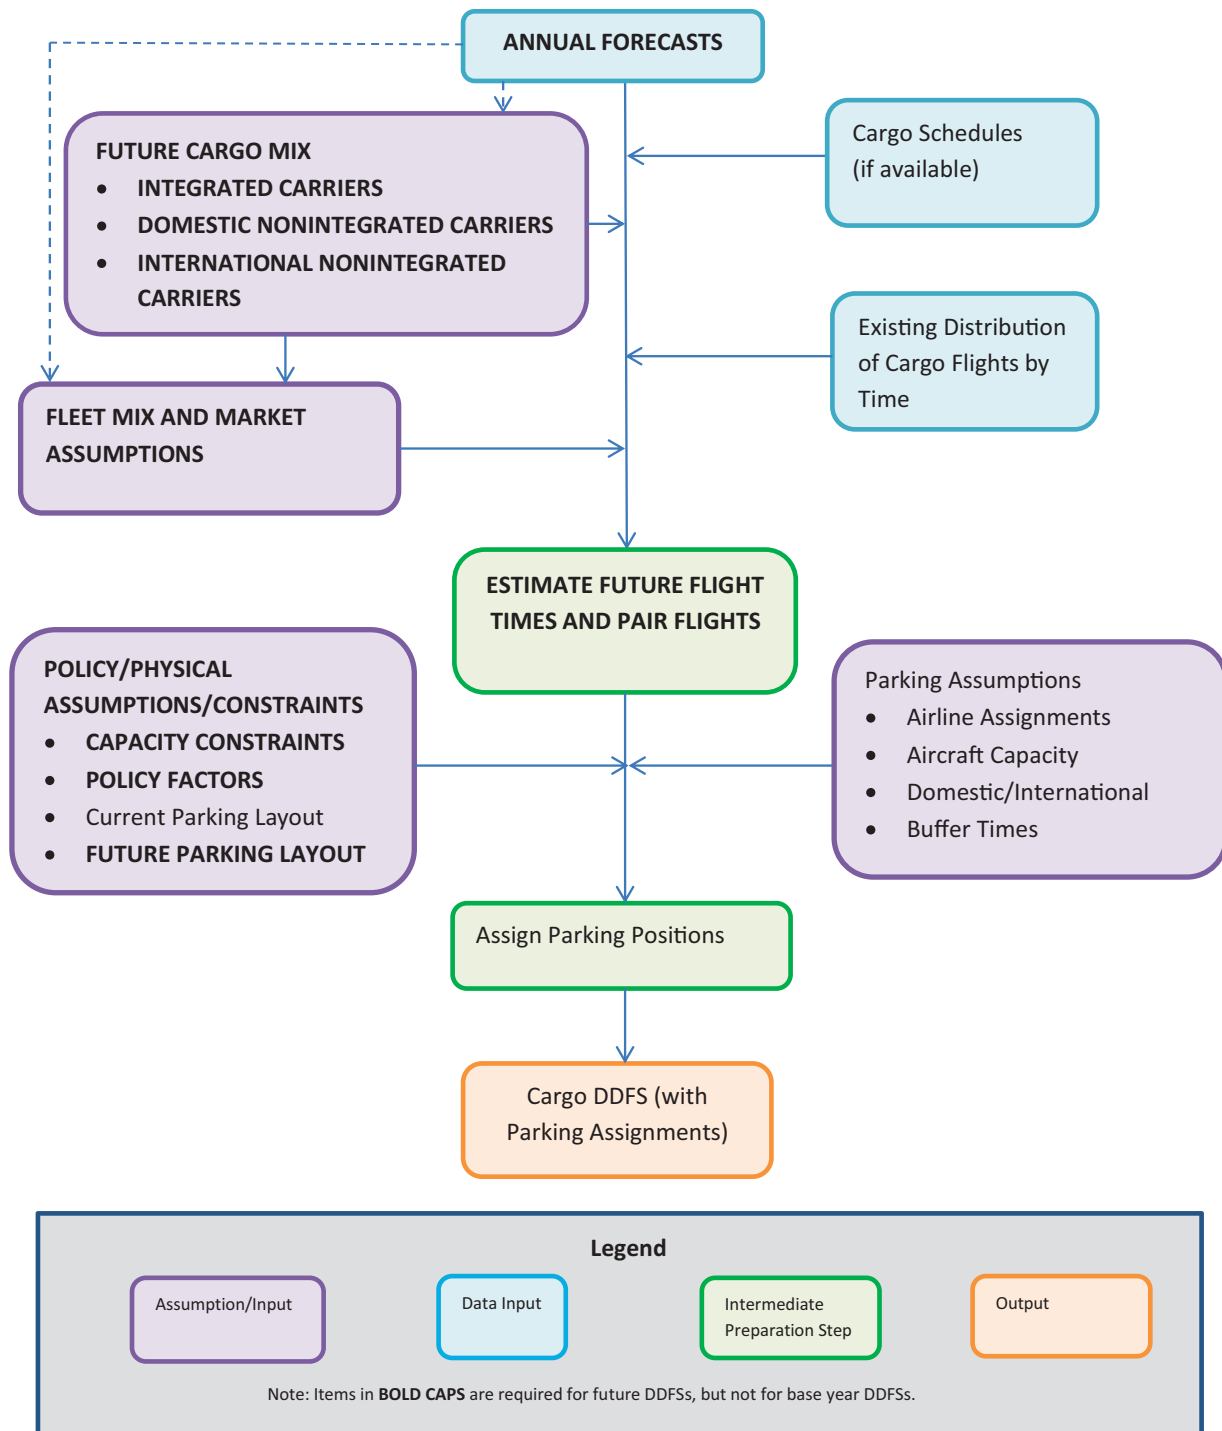 ANNUAL FORECASTS
Cargo Schedules
(if available)
FUTURE CARGO MIX
• INTEGRATED CARRIERS
• DOMESTIC NONINTEGRATED CARRIERS
• INTERNATIONAL NONINTEGRATED
CARRIERS
Existing Distribution
of Cargo Flights by
Time
FLEET MIX AND MARKET
ASSUMPTIONS
ESTIMATE FUTURE FLIGHT
TIMES AND PAIR FLIGHTS
POLICY/PHYSICAL
ASSUMPTIONS/CONSTRAINTS
• CAPACITY CONSTRAINTS
• POLICY FACTORS
• Current Parking Layout
• FUTURE PARKING LAYOUT
Parking Assumptions
• Airline Assignments
• Aircraft Capacity
• Domestic/International
• Buffer Times
Assign Parking Positions
Cargo DDFS (with
Parking Assignments)
Legend
Assumption/Input
Data Input
Intermediate
Preparation Step
Output
Note: Items in BOLD CAPS are required for future DDFSs, but not for base year DDFSs.